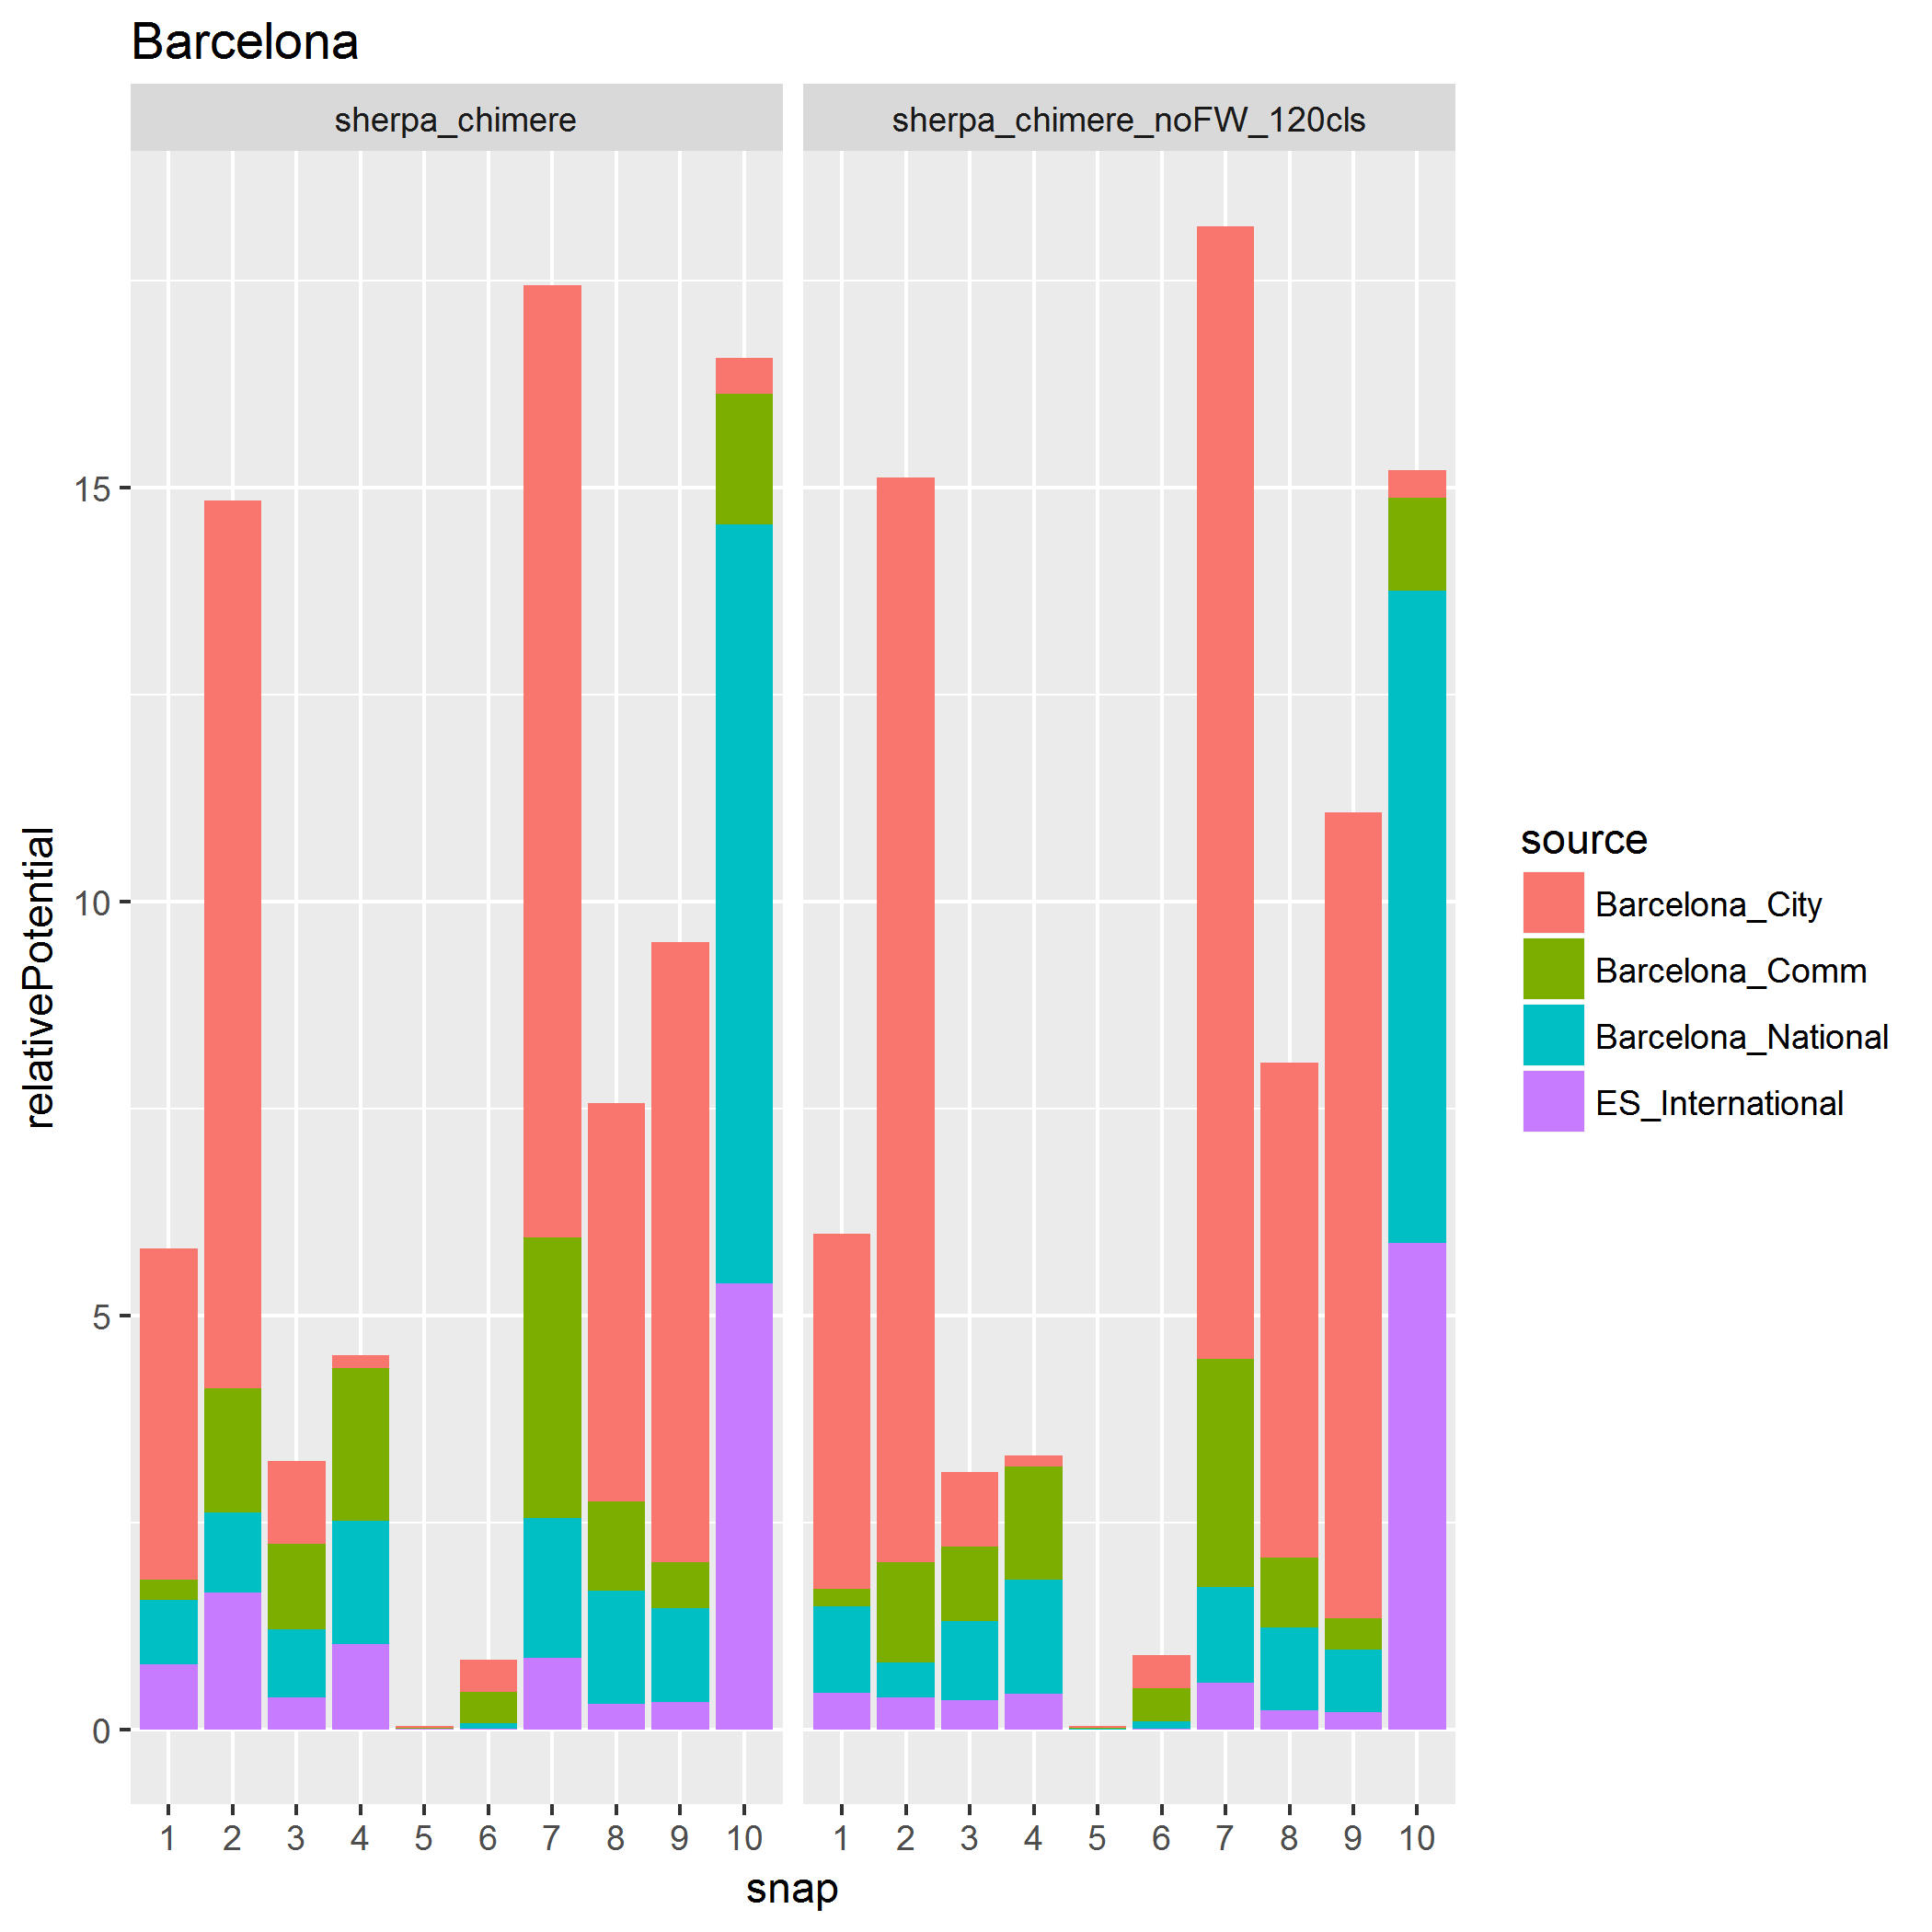 Barcelona
sherpa_chimere
sherpa_chimere_noFW_120cls
relativePotential
15
10
5
0
1 2 3 4 5 6 7 8 9 10
1 2 3 4 5 6 7 8 9 10
snap
source
Barcelona_City
Barcelona_Comm
Barcelona_National
ES_International